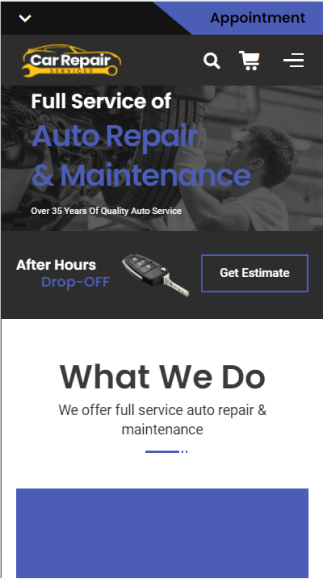 Appointment
Car Repair
SERVICES
Full Service of
Auto Repair
& Maintenance
Over 35 Years Of Quality Auto Service
After Hours
Drop-OFF
Get Estimate
What We Do
We offer full service auto repair &
maintenance